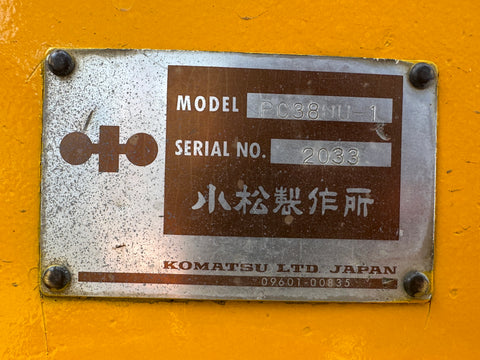 MODEL PC38UU-1
SERIAL NO. 2033
小松製作所
KOMATSU LTD. JAPAN
09601-00835